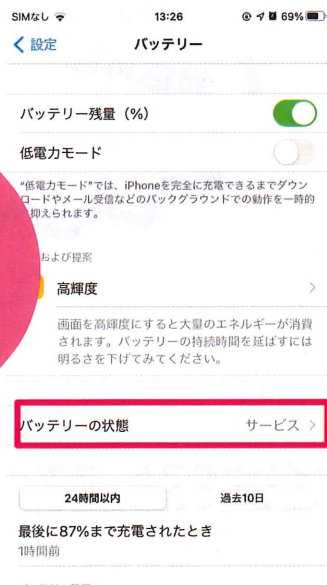 SIMなし 13:26 69%
設定 バッテリー
バッテリー残量（%）
低電力モード
“低電力モード”では、iPhoneを完全に充電できるまでダウン
ロードやメール受信などのバックグラウンドでの動作を一時的
抑えられます。
および提案
高輝度
画面を高輝度にすると大量のエネルギーが消費
されます。バッテリーの持続時間を延ばすには
明るさを下げてみてください。
バッテリーの状態 サービス
24時間以内 過去10日
最後に87%まで充電されたとき
1時間前